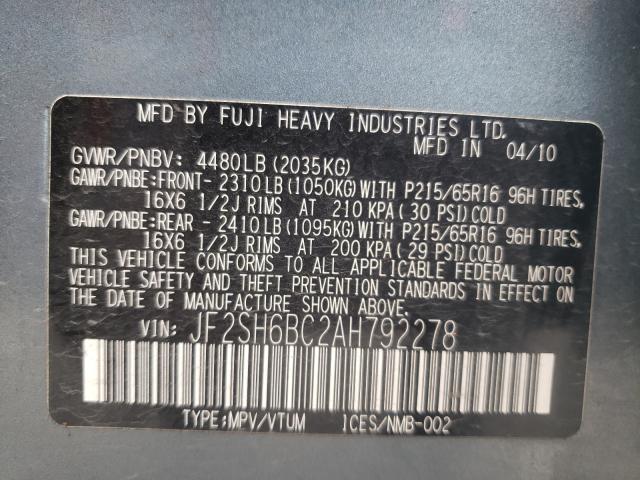 MFD BY FUJI HEAVY INDUSTRIES LTD.
MFD IN 04/10
GVWR/PNBV: 4480LB (2035KG)
GAWR/PNBE:FRONT- 2310LB(1050KG)WITH P215/65R16 96H TIRES,
16X6 1/2J RIMS AT 210 KPA( 30 PSI)COLD
GAWR/PNBE:REAR - 2410LB(1095KG)WITH P215/65R16 96H TIRES,
16X6 1/2J RIMS AT 200 KPA( 29 PSI)COLD
THIS VEHICLE CONFORMS TO ALL APPLICABLE FEDERAL MOTOR
VEHICLE SAFETY AND THEFT PREVENTION STANDARDS IN EFFECT ON
THE DATE OF MANUFACTURE SHOWN ABOVE.
VIN: JF2SH6BC2AH792278
TYPE:MPV/VTUM 1CES/NMB-002